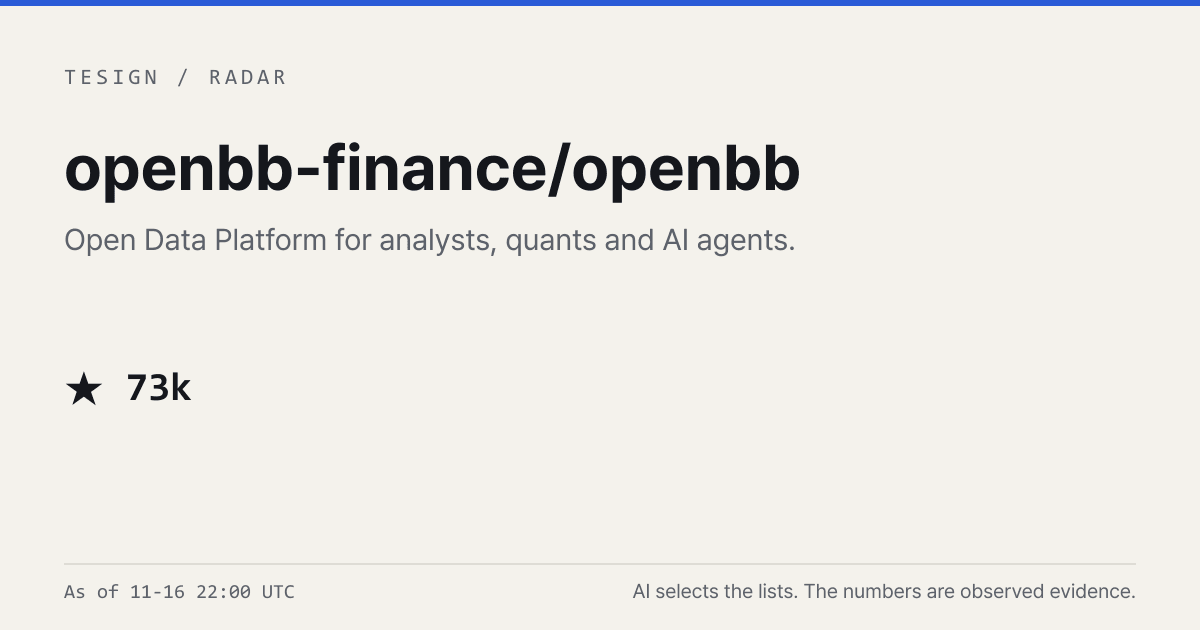 TESIGN / RADAR
openbb-finance/openbb
Open Data Platform for analysts, quants and AI agents.
★ 73k
As of 11-16 22:00 UTC
AI selects the lists. The numbers are observed evidence.